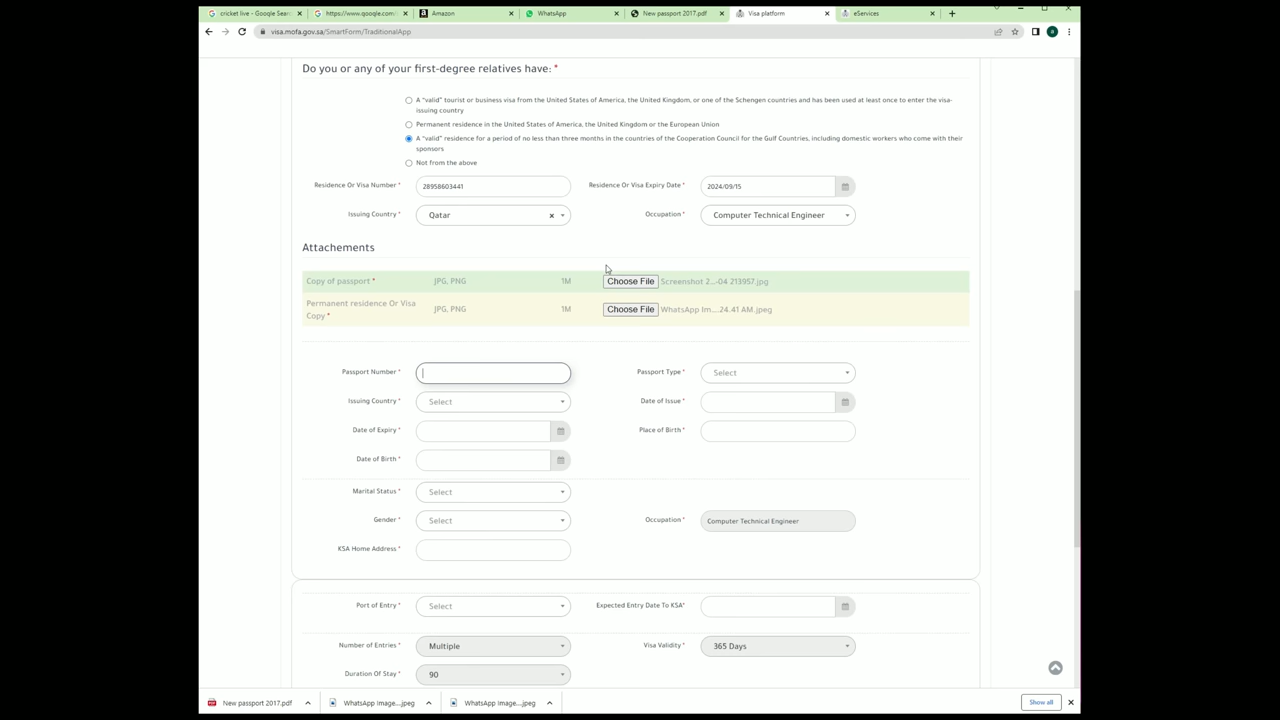 cricket live - Google Sear
https://www.google.com
Amazon
WhatsApp
New passport 2017.pdf
Visa platform
eServices
visa.mofa.gov.sa/SmartForm/TraditionalApp
a
Do you or any of your first-degree relatives have: *
A "valid" tourist or business visa from the United States of America, the United Kingdom, or one of the Schengen countries and has been used at least once to enter the visa-
issuing country
Permanent residence in the United States of America, the United Kingdom or the European Union
A "valid" residence for a period of no less than three months in the countries of the Cooperation Council for the Gulf Countries, including domestic workers who come with their
sponsors
Not from the above
Residence Or Visa Number * 28958603441 Residence Or Visa Expiry Date * 2024/09/15
Issuing Country * Qatar × Occupation * Computer Technical Engineer
Attachements
Copy of passport * JPG, PNG 1M Choose File Screenshot 2...-04 213957.jpg
Permanent residence Or Visa
Copy * JPG, PNG 1M Choose File WhatsApp Im....24.41 AM.jpeg
Passport Number * Passport Type * Select
Issuing Country * Select Date of Issue *
Date of Expiry * Place of Birth *
Date of Birth *
Marital Status * Select
Gender * Select Occupation * Computer Technical Engineer
KSA Home Address *
Port of Entry * Select Expected Entry Date To KSA*
Number of Entries * Multiple Visa Validity * 365 Days
Duration Of Stay * 90
New passport 2017.pdf WhatsApp Image....jpeg WhatsApp Image....jpeg Show all